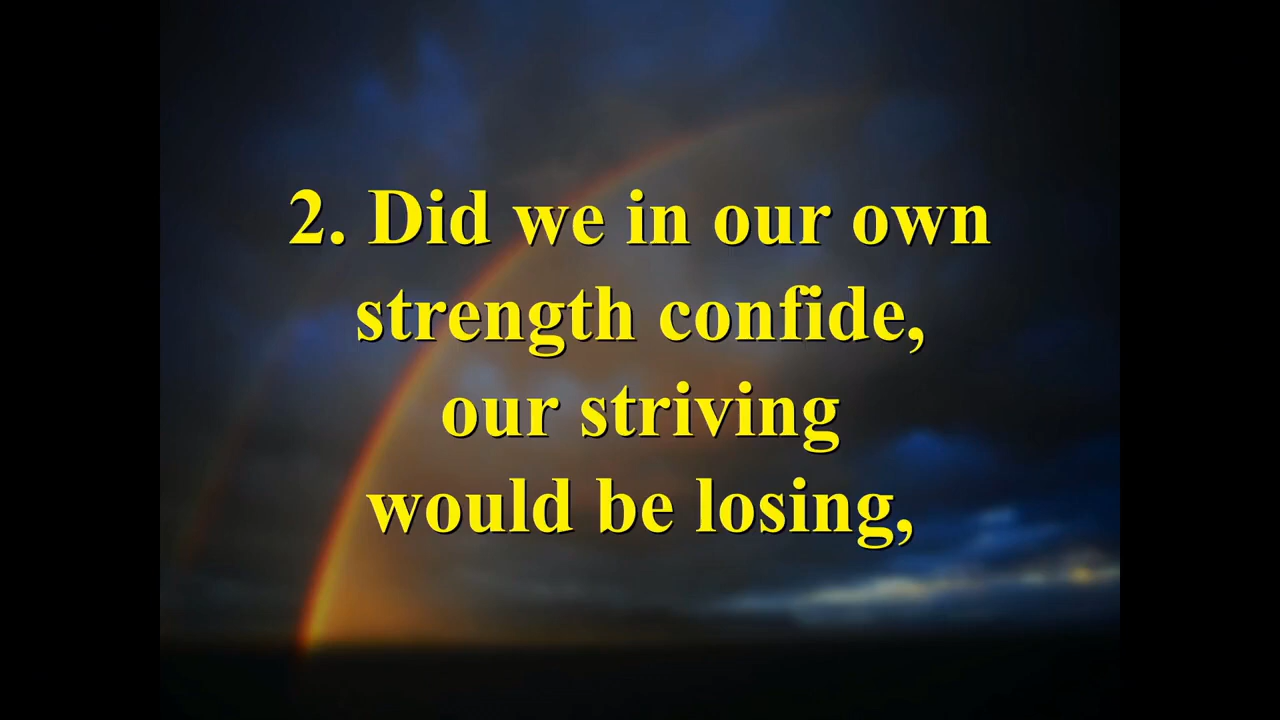 2. Did we in our own
strength confide,
our striving
would be losing,